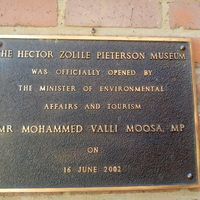 THE HECTOR ZOLILE PIETERSON MUSEUM
WAS OFFICIALLY OPENED BY
THE MINISTER OF ENVIRONMENTAL
AFFAIRS AND TOURISM
MR MOHAMMED VALLI MOOSA, MP
ON
16 JUNE 2002